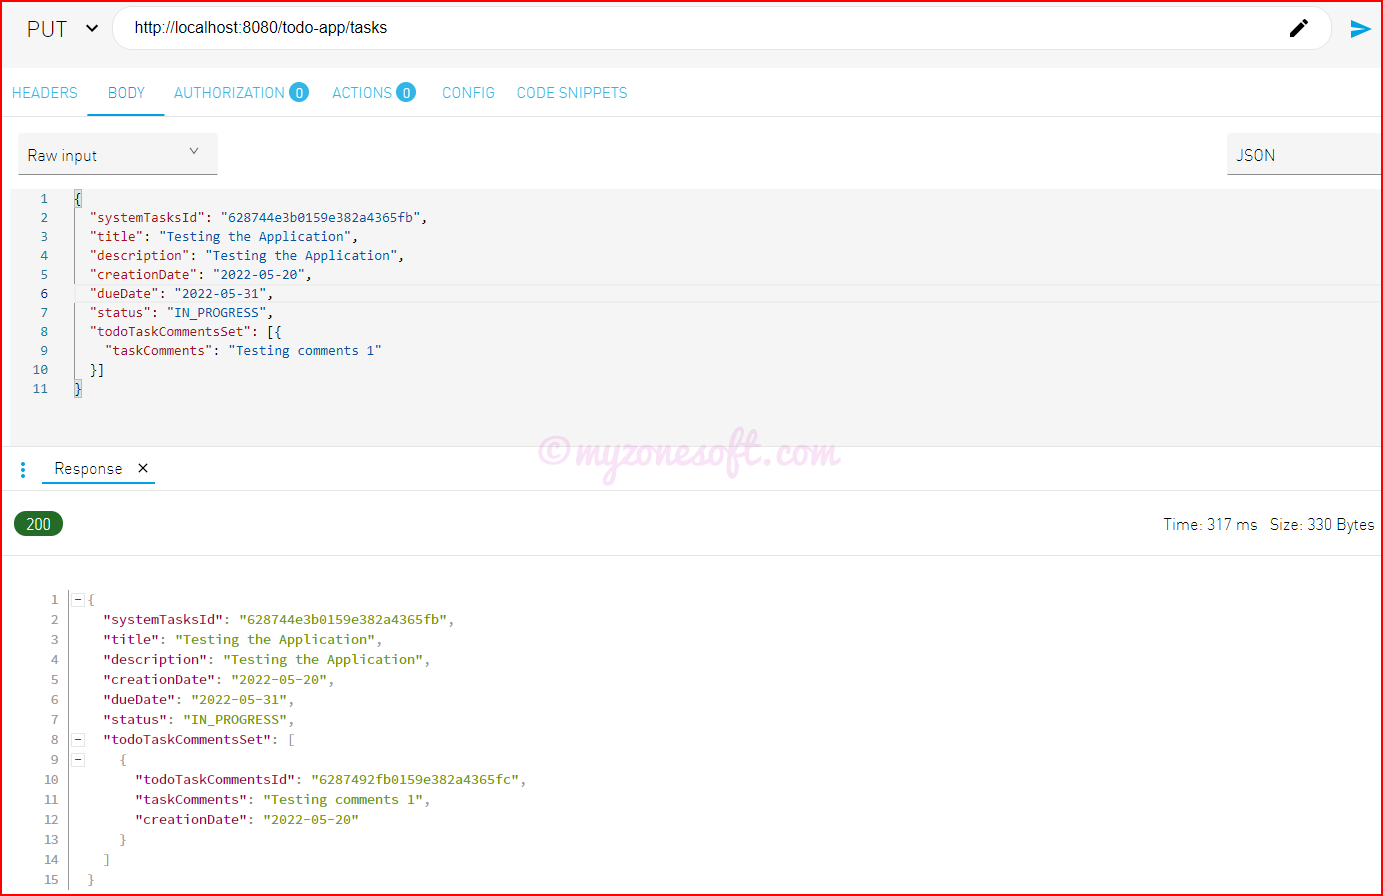 PUT http://localhost:8080/todo-app/tasks
HEADERS BODY AUTHORIZATION 0 ACTIONS 0 CONFIG CODE SNIPPETS
Raw input JSON
1 {
2 "systemTasksId": "628744e3b0159e382a4365fb",
3 "title": "Testing the Application",
4 "description": "Testing the Application",
5 "creationDate": "2022-05-20",
6 "dueDate": "2022-05-31",
7 "status": "IN_PROGRESS",
8 "todoTaskCommentsSet": [{
9 "taskComments": "Testing comments 1"
10 }]
11 }
©myzonesoft.com
Response ×
200 Time: 317 ms Size: 330 Bytes
1 {
2 "systemTasksId": "628744e3b0159e382a4365fb",
3 "title": "Testing the Application",
4 "description": "Testing the Application",
5 "creationDate": "2022-05-20",
6 "dueDate": "2022-05-31",
7 "status": "IN_PROGRESS",
8 "todoTaskCommentsSet": [
9 {
10 "todoTaskCommentsId": "6287492fb0159e382a4365fc",
11 "taskComments": "Testing comments 1",
12 "creationDate": "2022-05-20"
13 }
14 ]
15 }